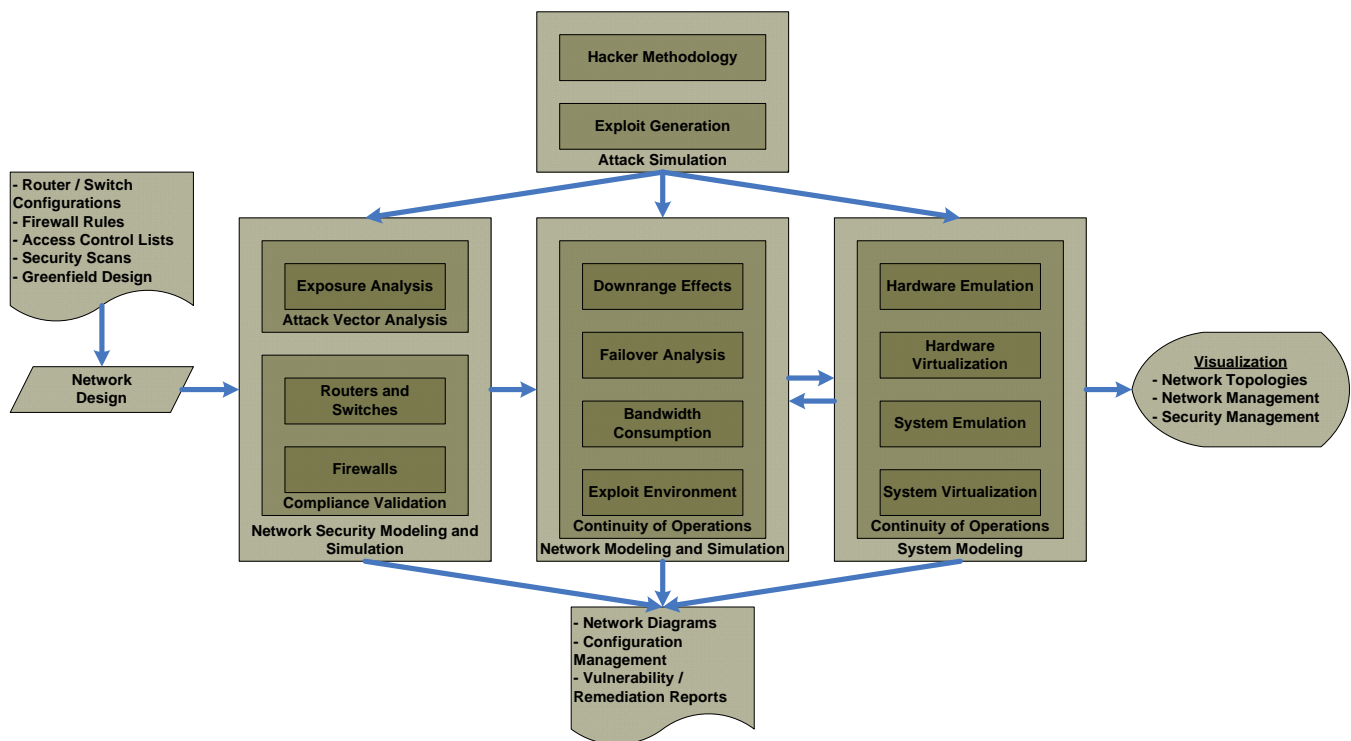 Hacker Methodology
Exploit Generation
Attack Simulation
- Router / Switch
Configurations
- Firewall Rules
- Access Control Lists
- Security Scans
- Greenfield Design
Network
Design
Exposure Analysis
Attack Vector Analysis
Routers and
Switches
Firewalls
Compliance Validation
Network Security Modeling and
Simulation
Downrange Effects
Failover Analysis
Bandwidth
Consumption
Exploit Environment
Continuity of Operations
Network Modeling and Simulation
Hardware Emulation
Hardware
Virtualization
System Emulation
System Virtualization
Continuity of Operations
System Modeling
Visualization
- Network Topologies
- Network Management
- Security Management
- Network Diagrams
- Configuration
Management
- Vulnerability /
Remediation Reports